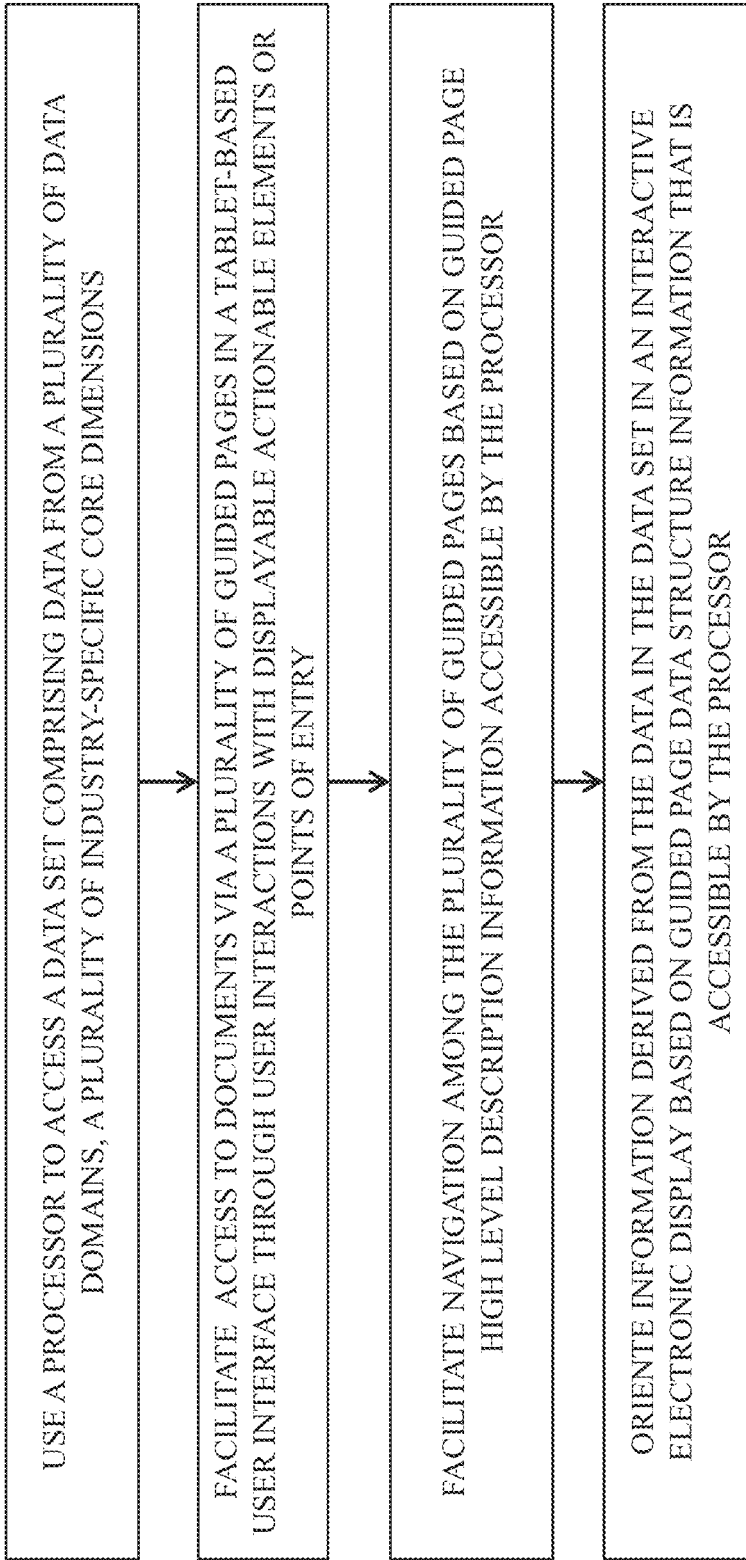 USE A PROCESSOR TO ACCESS A DATA SET COMPRISING DATA FROM A PLURALITY OF DATA
DOMAINS, A PLURALITY OF INDUSTRY-SPECIFIC CORE DIMENSIONS
FACILITATE ACCESS TO DOCUMENTS VIA A PLURALITY OF GUIDED PAGES IN A TABLET-BASED
USER INTERFACE THROUGH USER INTERACTIONS WITH DISPLAYABLE ACTIONABLE ELEMENTS OR
POINTS OF ENTRY
FACILITATE NAVIGATION AMONG THE PLURALITY OF GUIDED PAGES BASED ON GUIDED PAGE
HIGH LEVEL DESCRIPTION INFORMATION ACCESSIBLE BY THE PROCESSOR
ORIENTE INFORMATION DERIVED FROM THE DATA IN THE DATA SET IN AN INTERACTIVE
ELECTRONIC DISPLAY BASED ON GUIDED PAGE DATA STRUCTURE INFORMATION THAT IS
ACCESSIBLE BY THE PROCESSOR